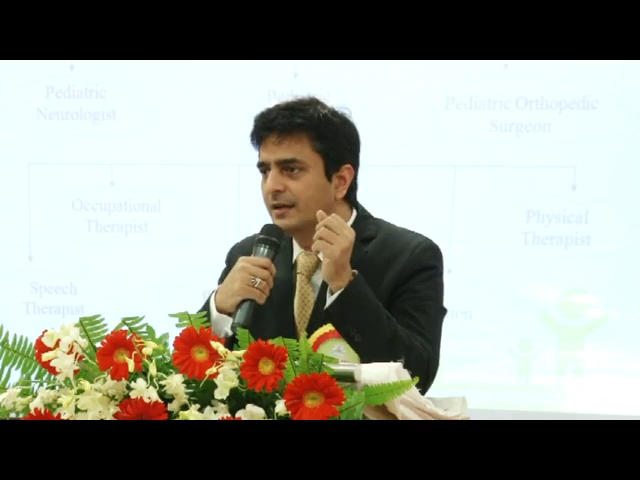 Pediatric
Neurologist
Pediatric Orthopedic
Surgeon
Occupational
Therapist
Physical
Therapist
Speech
Therapist